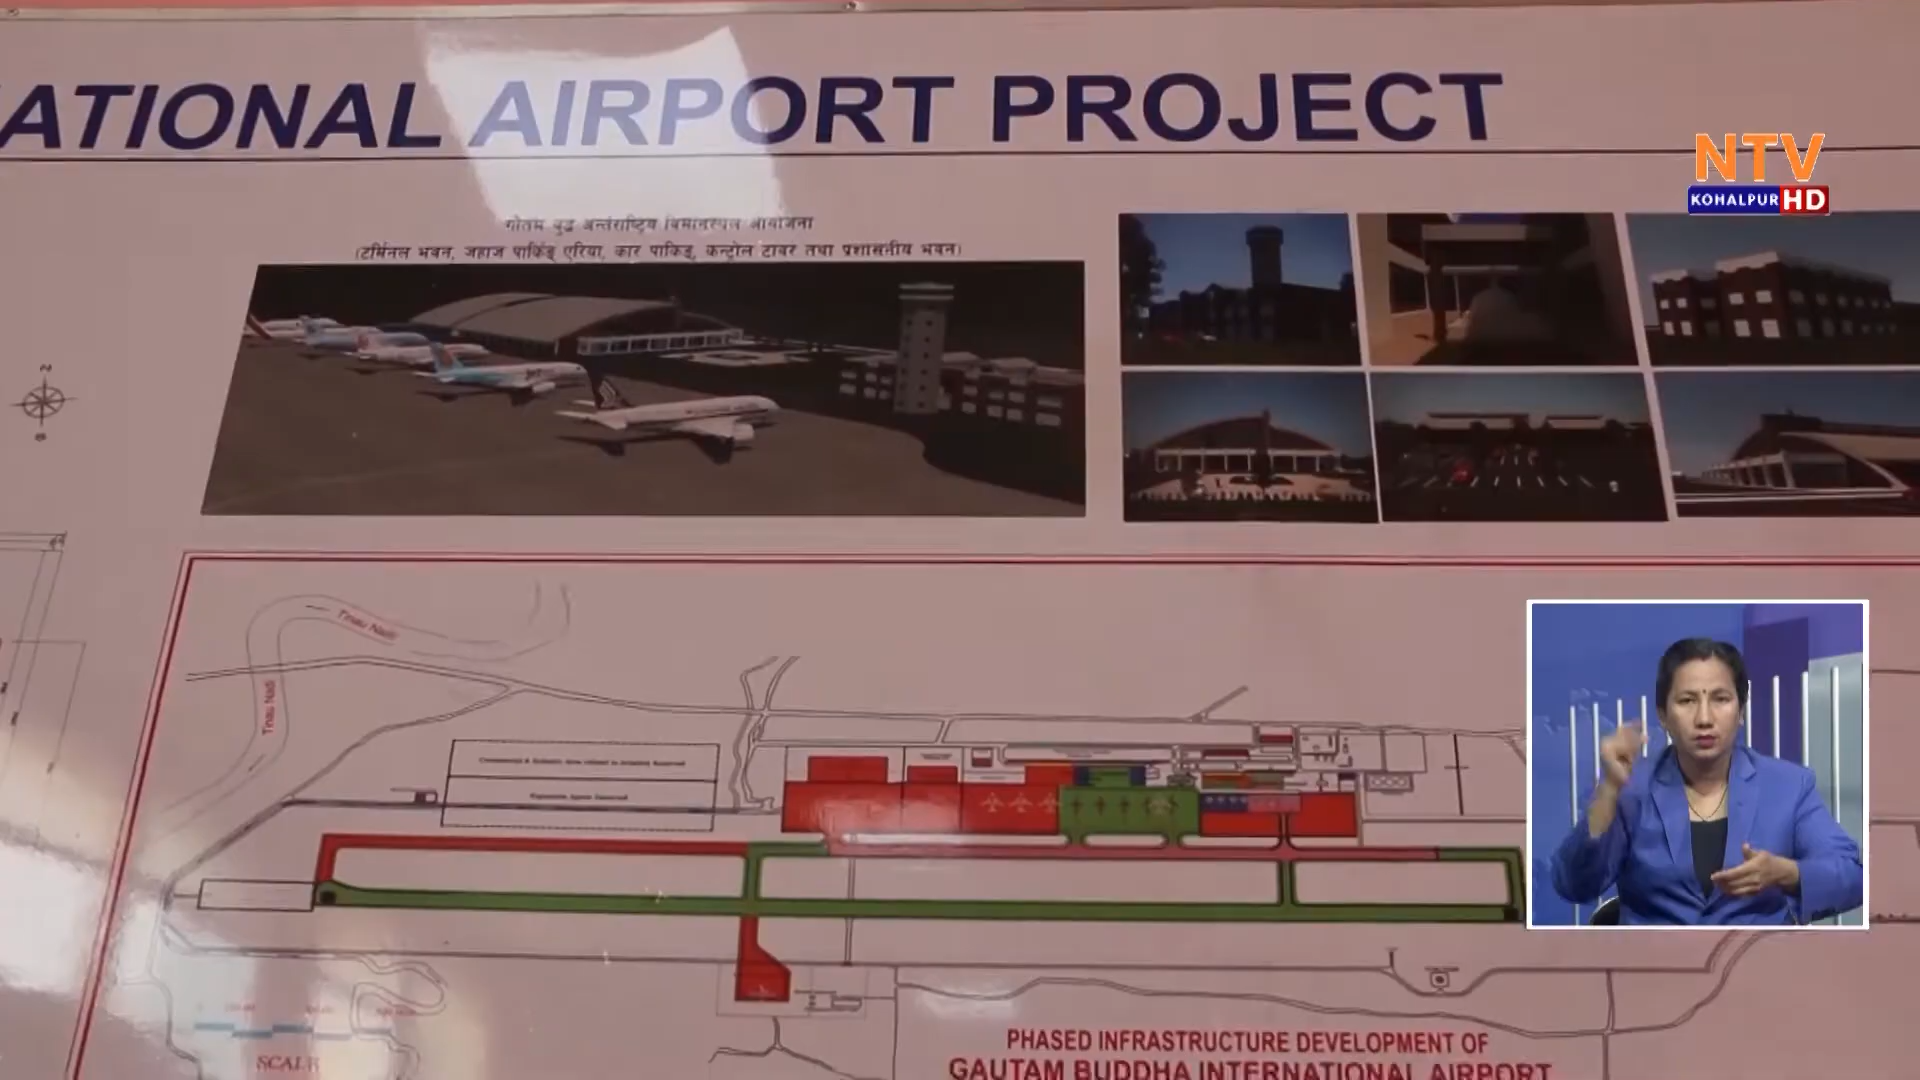 ATIONAL AIRPORT PROJECT
NTV
KOHALPUR HD
गौतम बुद्ध अन्तर्राष्ट्रिय विमानस्थल आयोजना
(टर्मिनल भवन, जहाज पार्किङ् एरिया, कार पार्किङ्, कन्ट्रोल टावर तथा प्रशासनीय भवन)
N
S
Tinau Nadi
Tinau Nadi
SCALE
PHASED INFRASTRUCTURE DEVELOPMENT OF
GAUTAM BUDDHA INTERNATIONAL AIRPORT